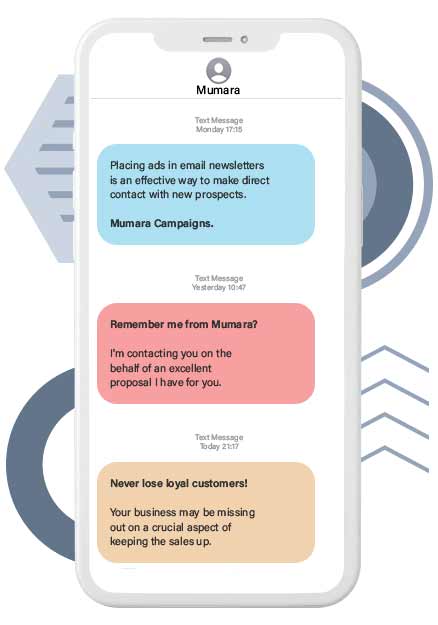 Mumara
Text Message
Monday 17:15
Placing ads in email newsletters
is an effective way to make direct
contact with new prospects.
Mumara Campaigns.
Text Message
Yesterday 10:47
Remember me from Mumara?
I'm contacting you on the
behalf of an excellent
proposal I have for you.
Text Message
Today 21:17
Never lose loyal customers!
Your business may be missing
out on a crucial aspect of
keeping the sales up.